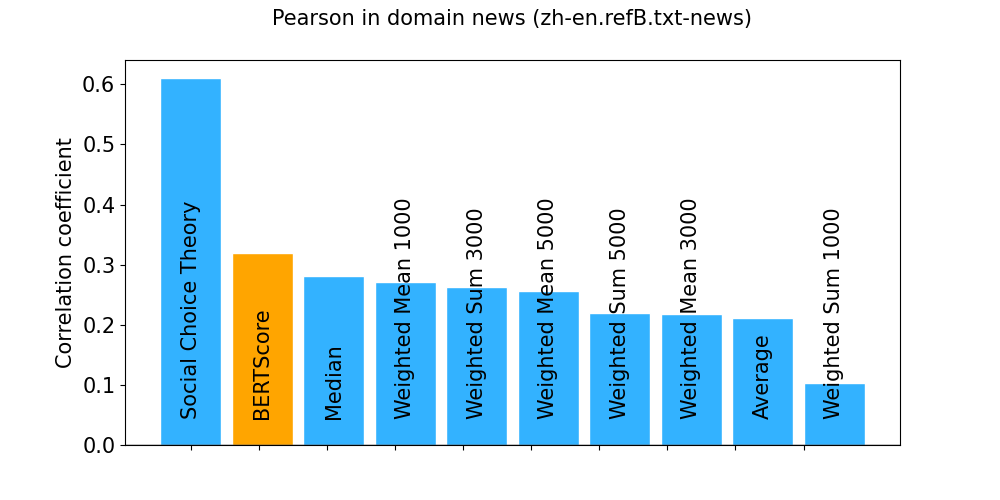 Pearson in domain news (zh-en.refB.txt-news)
Correlation coefficient
0.6
0.5
0.4
0.3
0.2
0.1
0.0
Social Choice Theory
BERTScore
Median
Weighted Mean 1000
Weighted Sum 3000
Weighted Mean 5000
Weighted Sum 5000
Weighted Mean 3000
Average
Weighted Sum 1000